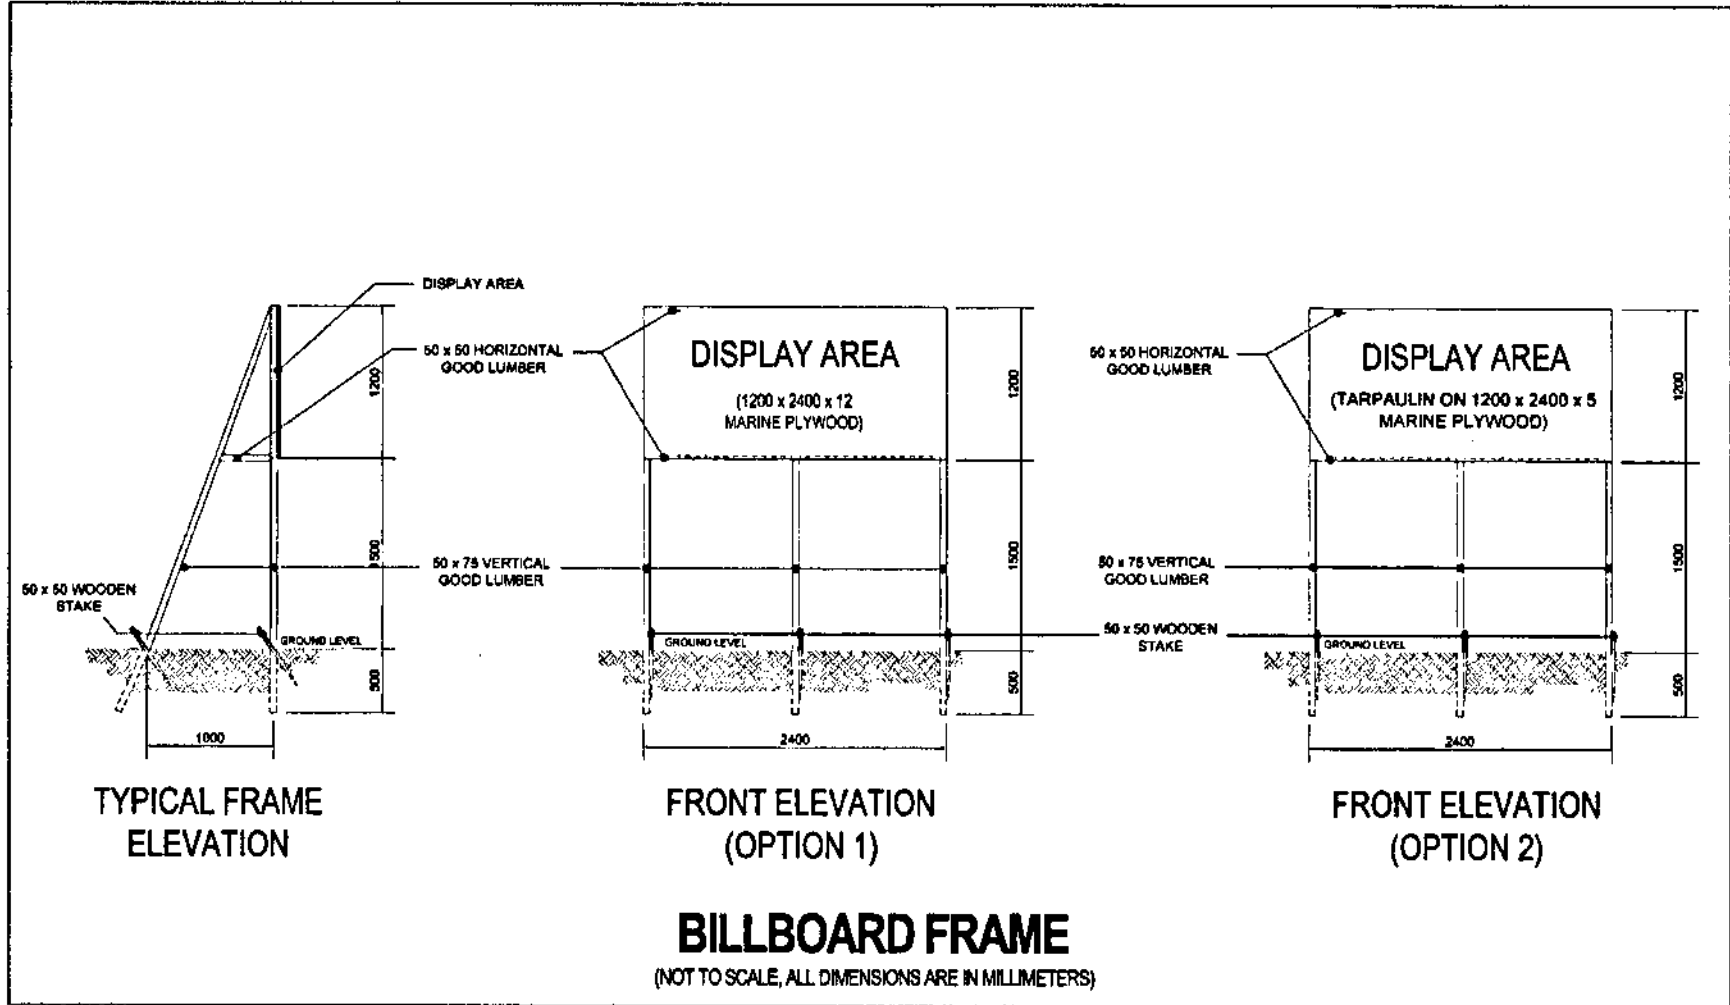 DISPLAY AREA
50 x 50 HORIZONTAL
GOOD LUMBER
50 x 75 VERTICAL
GOOD LUMBER
50 x 50 WOODEN
STAKE
GROUND LEVEL
1200
1500
500
1000
TYPICAL FRAME
ELEVATION
DISPLAY AREA
(1200 x 2400 x 12
MARINE PLYWOOD)
GROUND LEVEL
1200
1500
500
2400
FRONT ELEVATION
(OPTION 1)
50 x 50 HORIZONTAL
GOOD LUMBER
DISPLAY AREA
(TARPAULIN ON 1200 x 2400 x 5
MARINE PLYWOOD)
50 x 75 VERTICAL
GOOD LUMBER
50 x 50 WOODEN
STAKE
GROUND LEVEL
1200
1500
500
2400
FRONT ELEVATION
(OPTION 2)
BILLBOARD FRAME
(NOT TO SCALE, ALL DIMENSIONS ARE IN MILLIMETERS)